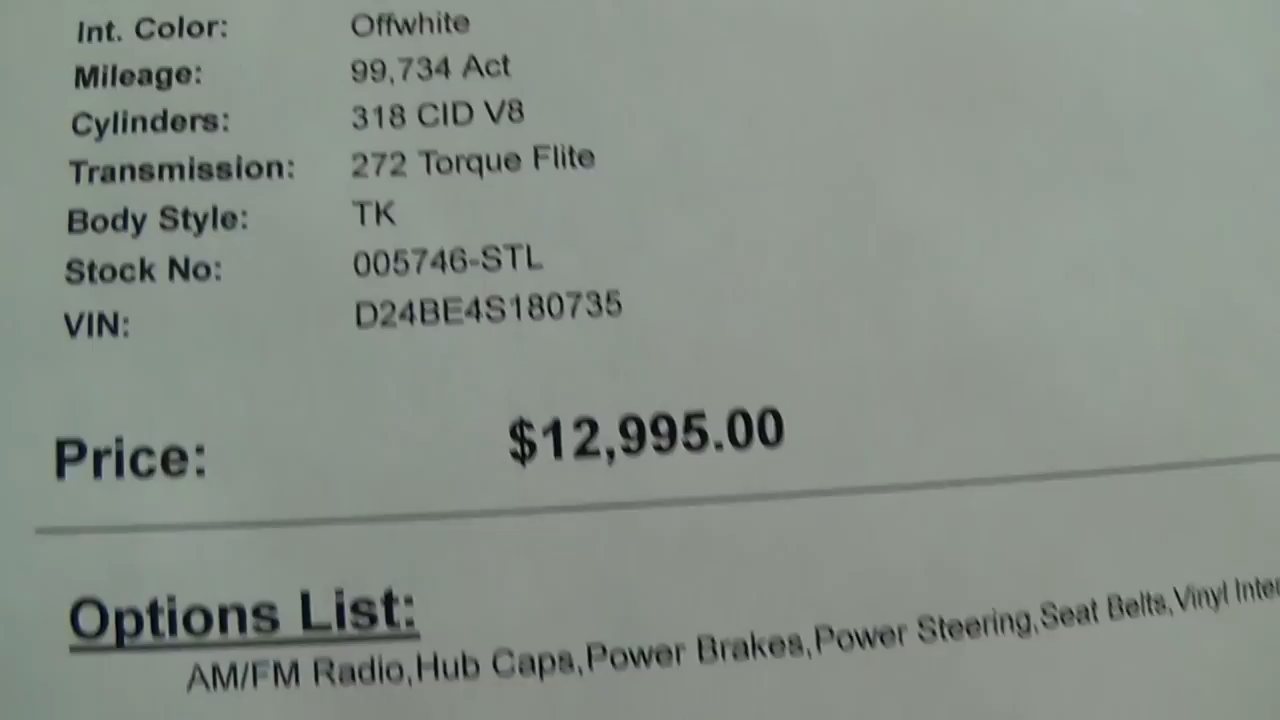 Int. Color: Offwhite
Mileage: 99,734 Act
Cylinders: 318 CID V8
Transmission: 272 Torque Flite
Body Style: TK
Stock No: 005746-STL
VIN: D24BE4S180735
Price: $12,995.00
Options List:
AM/FM Radio,Hub Caps,Power Brakes,Power Steering,Seat Belts,Vinyl Inter